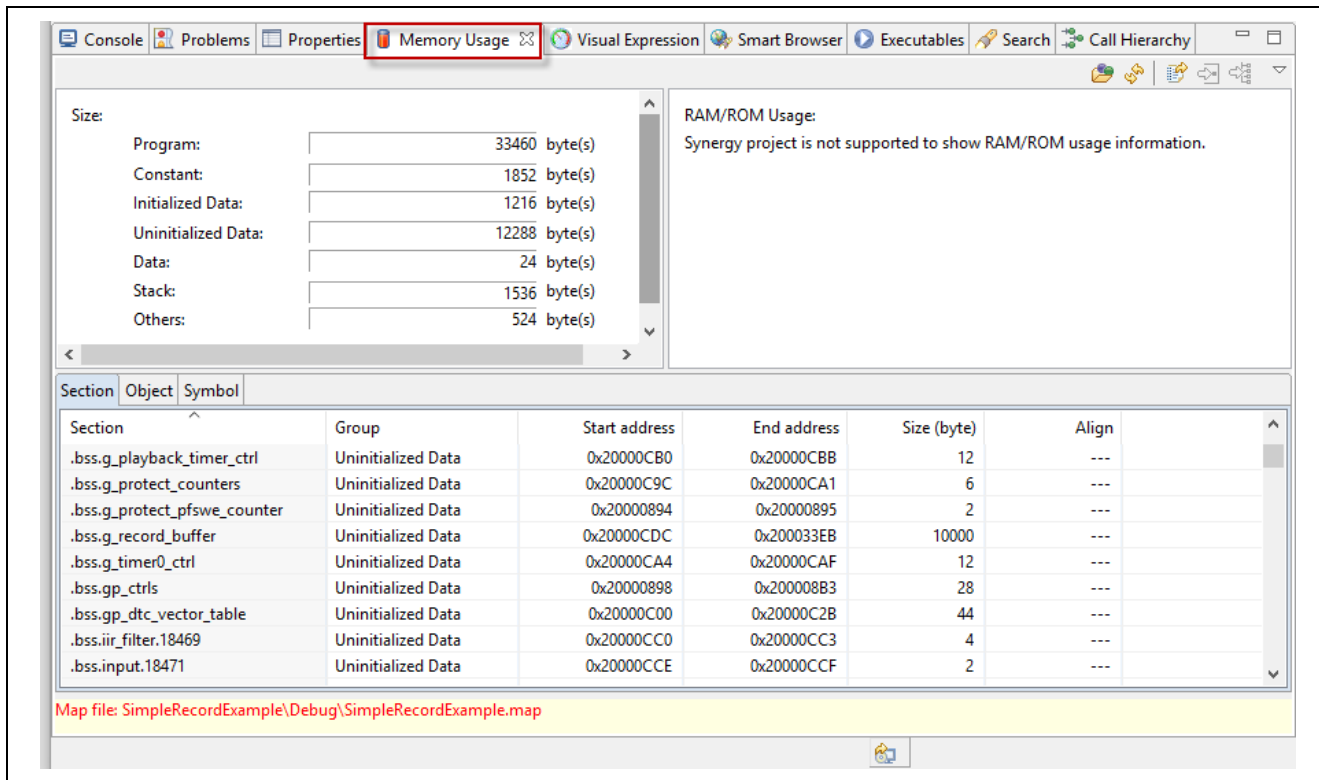 Console Problems Properties Memory Usage Visual Expression Smart Browser Executables Search Call Hierarchy
Size:
Program: 33460 byte(s)
Constant: 1852 byte(s)
Initialized Data: 1216 byte(s)
Uninitialized Data: 12288 byte(s)
Data: 24 byte(s)
Stack: 1536 byte(s)
Others: 524 byte(s)
RAM/ROM Usage:
Synergy project is not supported to show RAM/ROM usage information.
Section Object Symbol
Section Group Start address End address Size (byte) Align
.bss.g_playback_timer_ctrl Uninitialized Data 0x20000CB0 0x20000CBB 12 ---
.bss.g_protect_counters Uninitialized Data 0x20000C9C 0x20000CA1 6 ---
.bss.g_protect_pfswe_counter Uninitialized Data 0x20000894 0x20000895 2 ---
.bss.g_record_buffer Uninitialized Data 0x20000CDC 0x200033EB 10000 ---
.bss.g_timer0_ctrl Uninitialized Data 0x20000CA4 0x20000CAF 12 ---
.bss.gp_ctrls Uninitialized Data 0x20000898 0x200008B3 28 ---
.bss.gp_dtc_vector_table Uninitialized Data 0x20000C00 0x20000C2B 44 ---
.bss.iir_filter.18469 Uninitialized Data 0x20000CC0 0x20000CC3 4 ---
.bss.input.18471 Uninitialized Data 0x20000CCE 0x20000CCF 2 ---
Map file: SimpleRecordExample\Debug\SimpleRecordExample.map